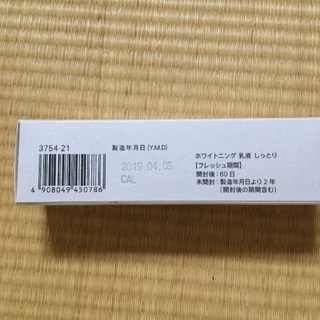 3754 21
4 908049 450786
製造年月日(Y.M.D)
2019.04.05
CAL
ホワイトニング 乳液 しっとり
【フレッシュ期間】
開封後:60日
未開封:製造年月日より2年
(開封後の期間含む)